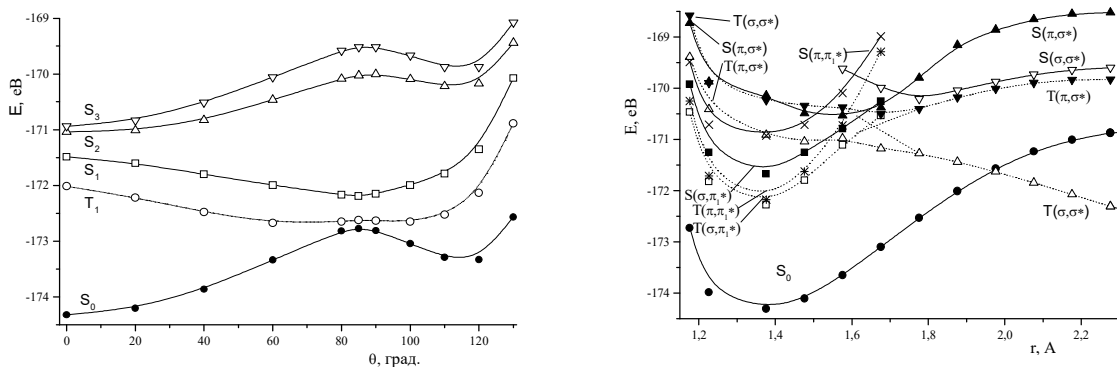 -169
-170
-171
-172
-173
-174
E, еВ
S₃
S₂
S₁
T₁
S₀
0 20 40 60 80 100 120
θ, град.
-169
-170
-171
-172
-173
-174
E, еВ
T(σ,σ*)
S(π,σ*)
T(π,σ*)
S(π,π₁*)
S(π,σ*)
S(σ,σ*)
T(π,σ*)
S(σ,π₁*)
T(π,π₁*)
T(σ,π₁*)
T(σ,σ*)
S₀
1,2 1,4 1,6 1,8 2,0 2,2
r, А